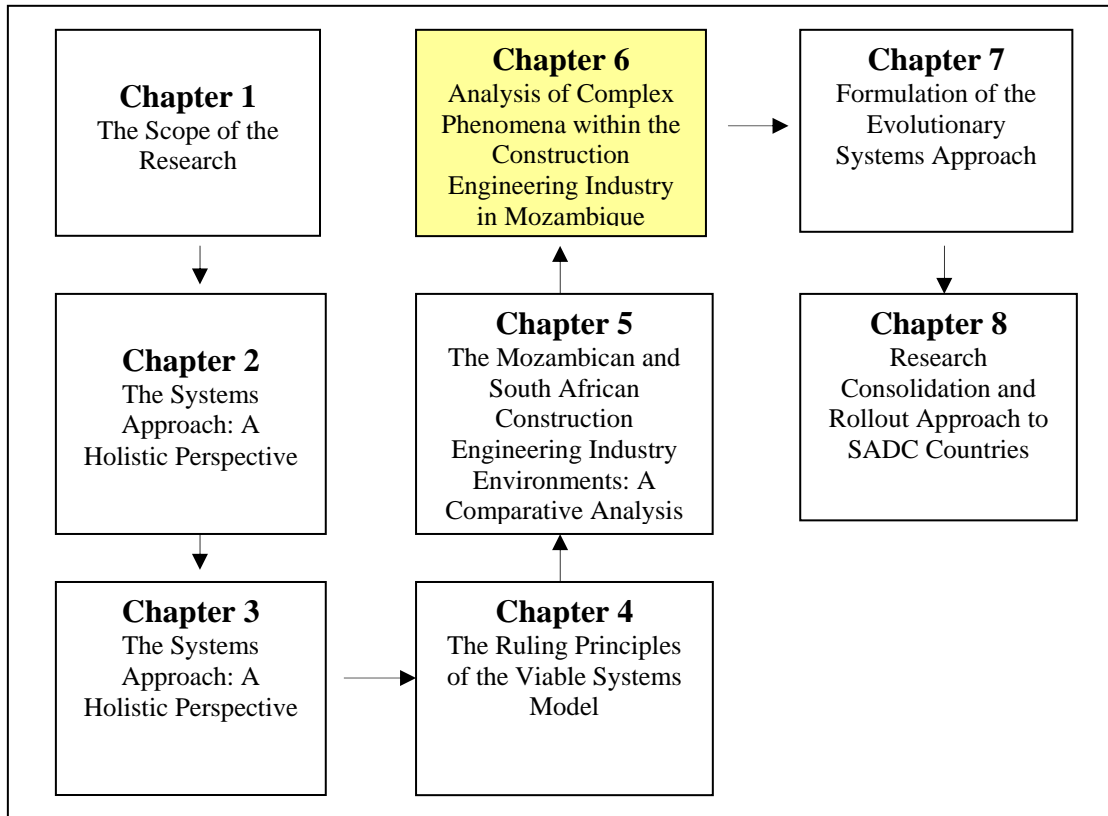 Chapter 1
The Scope of the
Research
Chapter 2
The Systems
Approach: A
Holistic Perspective
Chapter 3
The Systems
Approach: A
Holistic Perspective
Chapter 4
The Ruling Principles
of the Viable Systems
Model
Chapter 5
The Mozambican and
South African
Construction
Engineering Industry
Environments: A
Comparative Analysis
Chapter 6
Analysis of Complex
Phenomena within the
Construction
Engineering Industry
in Mozambique
Chapter 7
Formulation of the
Evolutionary
Systems Approach
Chapter 8
Research
Consolidation and
Rollout Approach to
SADC Countries